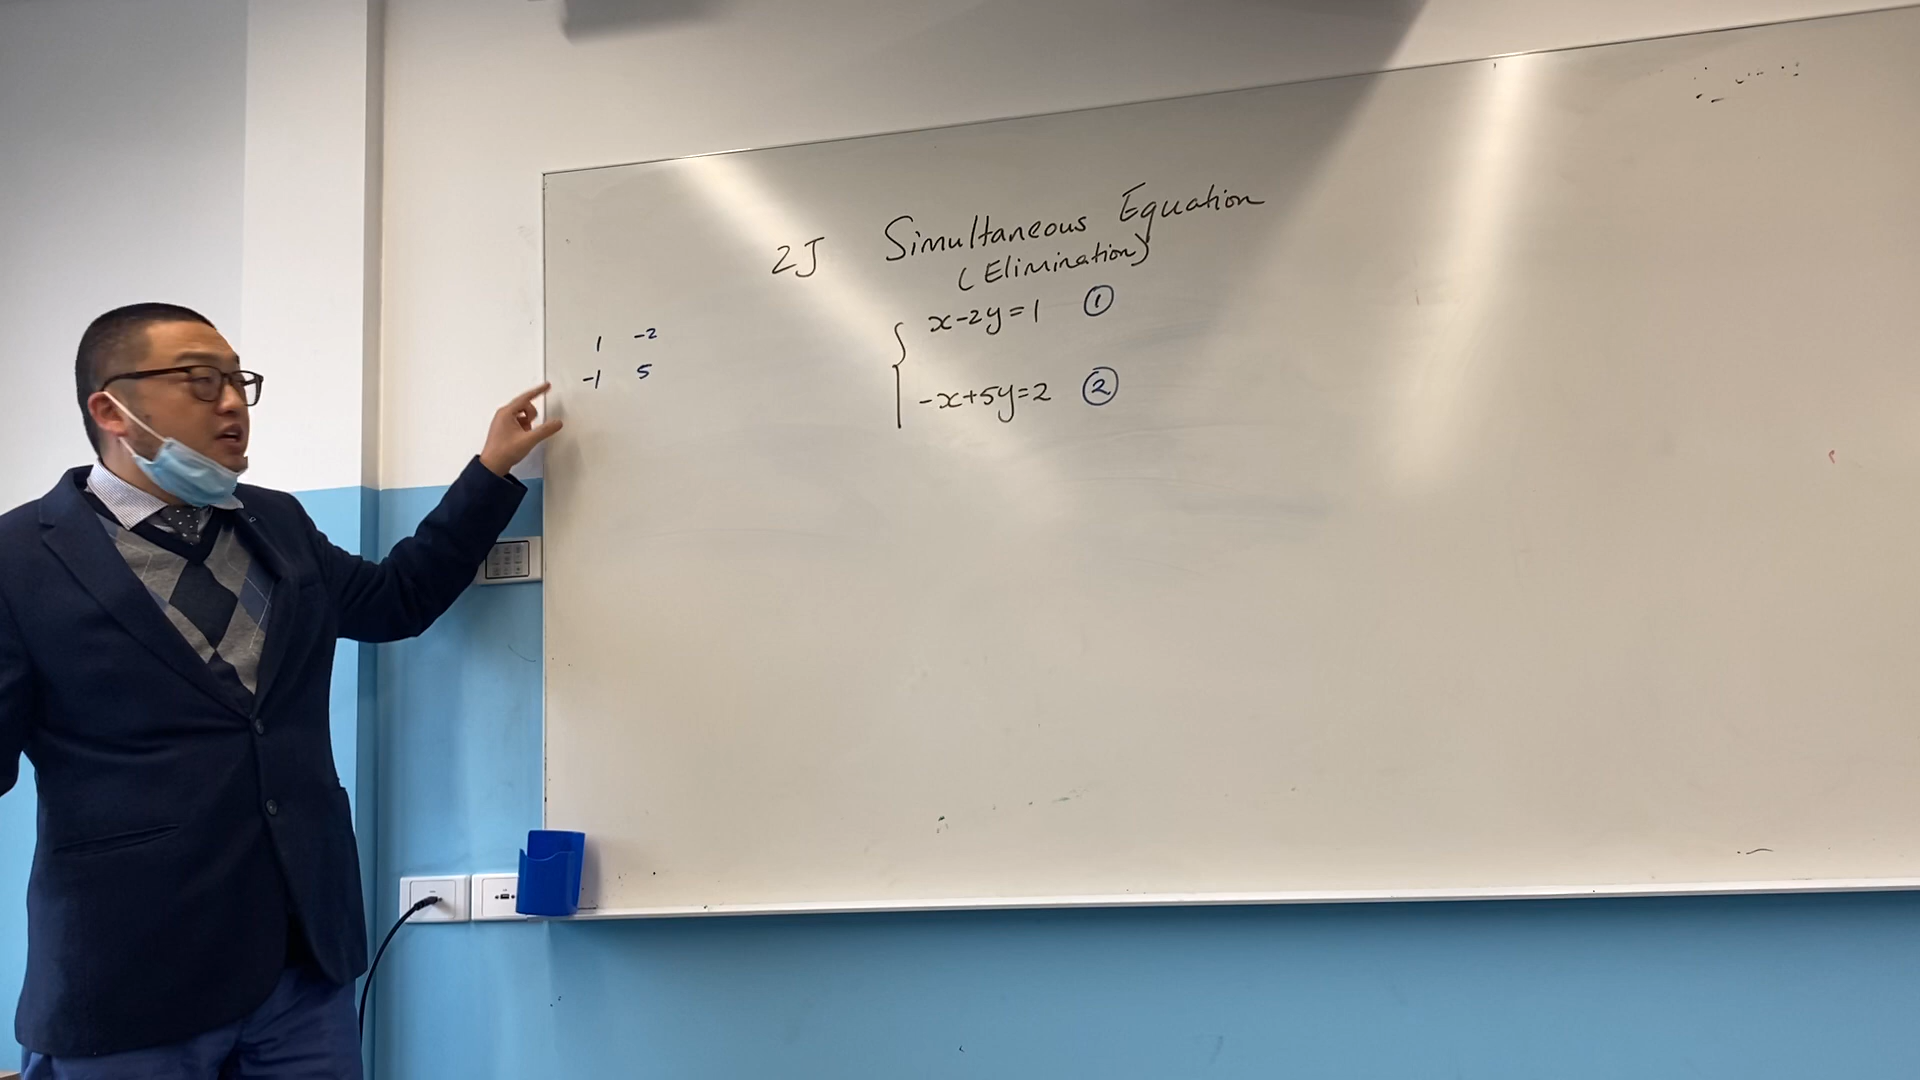 2J Simultaneous Equation
(Elimination)
x-2y=1 ①
-x+5y=2 ②
1 -2
-1 5